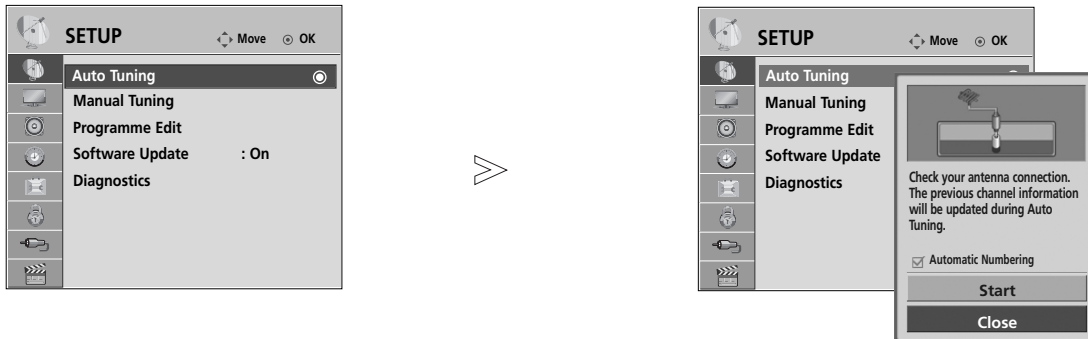 SETUP Move OK
Auto Tuning
Manual Tuning
Programme Edit
Software Update : On
Diagnostics
SETUP Move OK
Auto Tuning
Manual Tuning
Programme Edit
Software Update
Diagnostics
Check your antenna connection.
The previous channel information
will be updated during Auto
Tuning.
Automatic Numbering
Start
Close